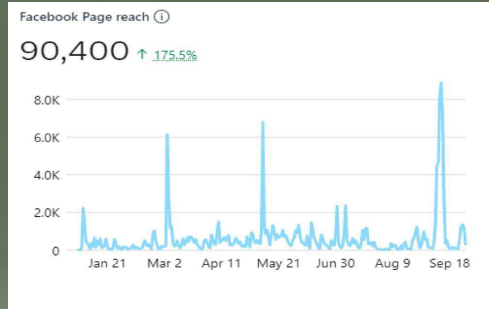 Facebook Page reach ⓘ
90,400 ↑ 175.5%
8.0K
6.0K
4.0K
2.0K
Jan 21 Mar 2 Apr 11 May 21 Jun 30 Aug 9 Sep 18